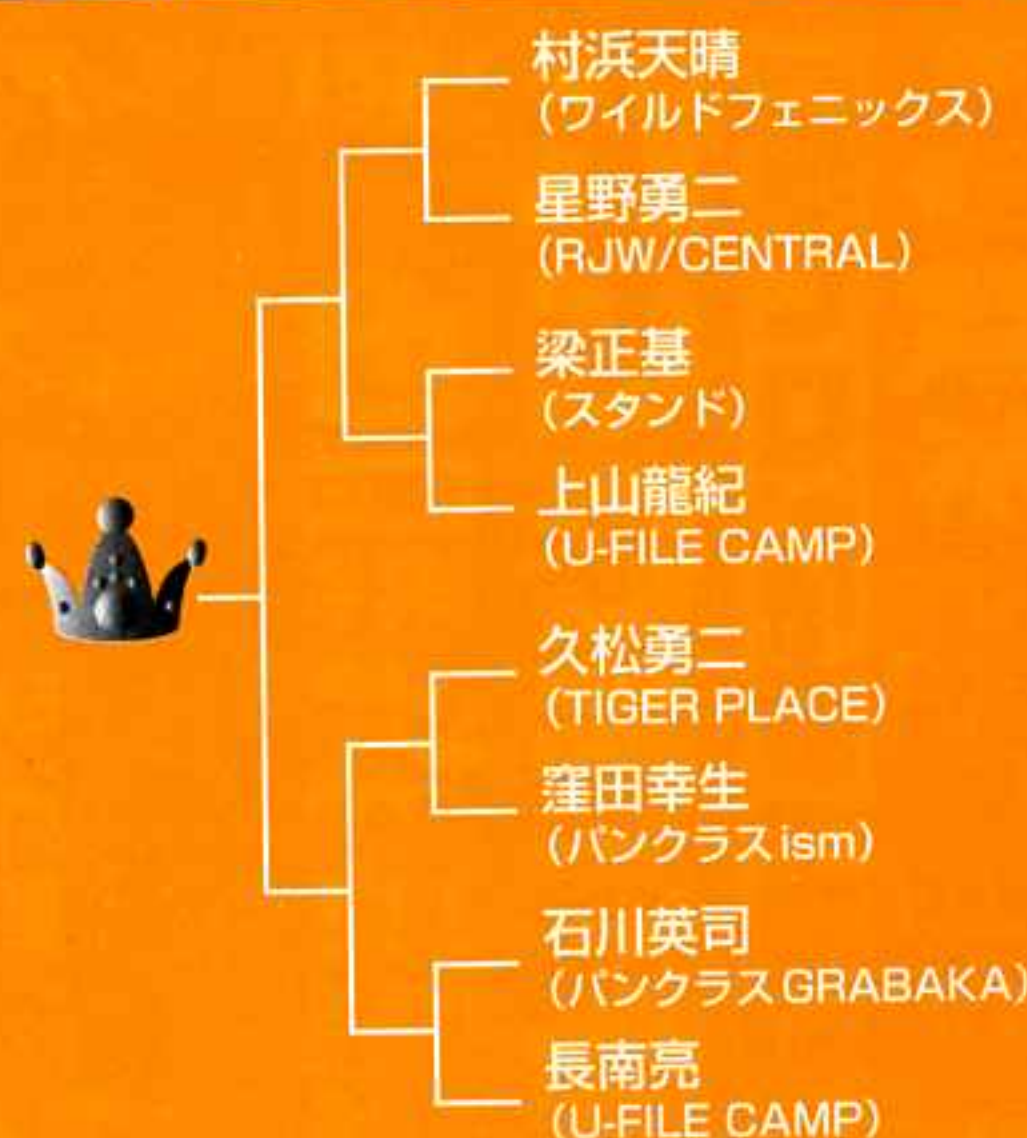 村浜天晴
(ワイルドフェニックス)
星野勇二
(RJW/CENTRAL)
梁正基
(スタンド)
上山龍紀
(U-FILE CAMP)
久松勇二
(TIGER PLACE)
窪田幸生
(パンクラスism)
石川英司
(パンクラスGRABAKA)
長南亮
(U-FILE CAMP)